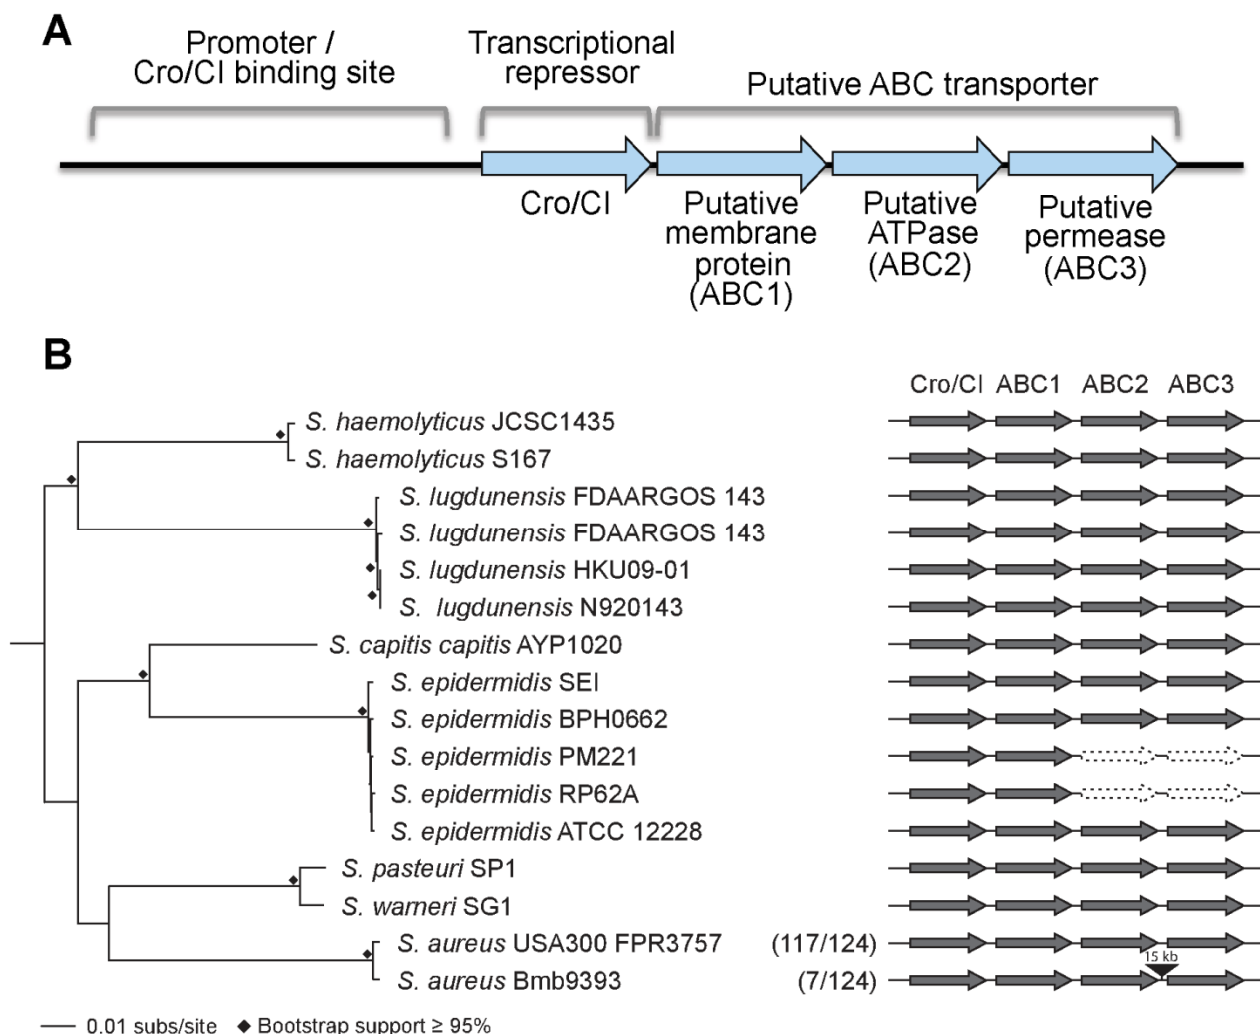 A
Promoter /
Cro/CI binding site
Transcriptional
repressor
Putative ABC transporter
Cro/CI
Putative
membrane
protein
(ABC1)
Putative
ATPase
(ABC2)
Putative
permease
(ABC3)
B
Cro/CI ABC1 ABC2 ABC3
S. haemolyticus JCSC1435
S. haemolyticus S167
S. lugdunensis FDAARGOS 143
S. lugdunensis FDAARGOS 143
S. lugdunensis HKU09-01
S. lugdunensis N920143
S. capitis capitis AYP1020
S. epidermidis SEI
S. epidermidis BPH0662
S. epidermidis PM221
S. epidermidis RP62A
S. epidermidis ATCC 12228
S. pasteuri SP1
S. warneri SG1
S. aureus USA300 FPR3757 (117/124)
15 kb
S. aureus Bmb9393 (7/124)
0.01 subs/site ◆ Bootstrap support ≥ 95%